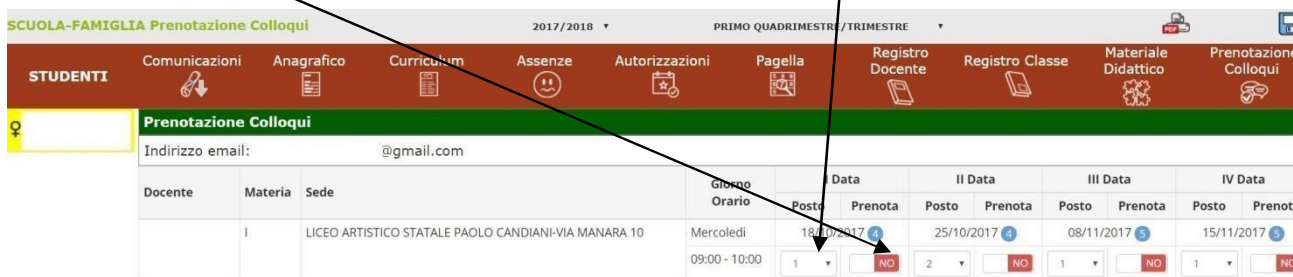 SCUOLA-FAMIGLIA Prenotazione Colloqui 2017/2018 PRIMO QUADRIMESTRE/TRIMESTRE PDF
STUDENTI Comunicazioni Anagrafico Curriculum Assenze Autorizzazioni Pagella Registro Docente Registro Classe Materiale Didattico Prenotazione Colloqui
Prenotazione Colloqui
Indirizzo email: @gmail.com
Docente Materia Sede Giorno Orario I Data II Data III Data IV Data
Posto Prenota Posto Prenota Posto Prenota Posto Prenot
I LICEO ARTISTICO STATALE PAOLO CANDIANI-VIA MANARA 10 Mercoledi 18/10/2017 4 25/10/2017 4 08/11/2017 5 15/11/2017 5
09:00 - 10:00 1 NO 2 NO 1 NO 1 NO